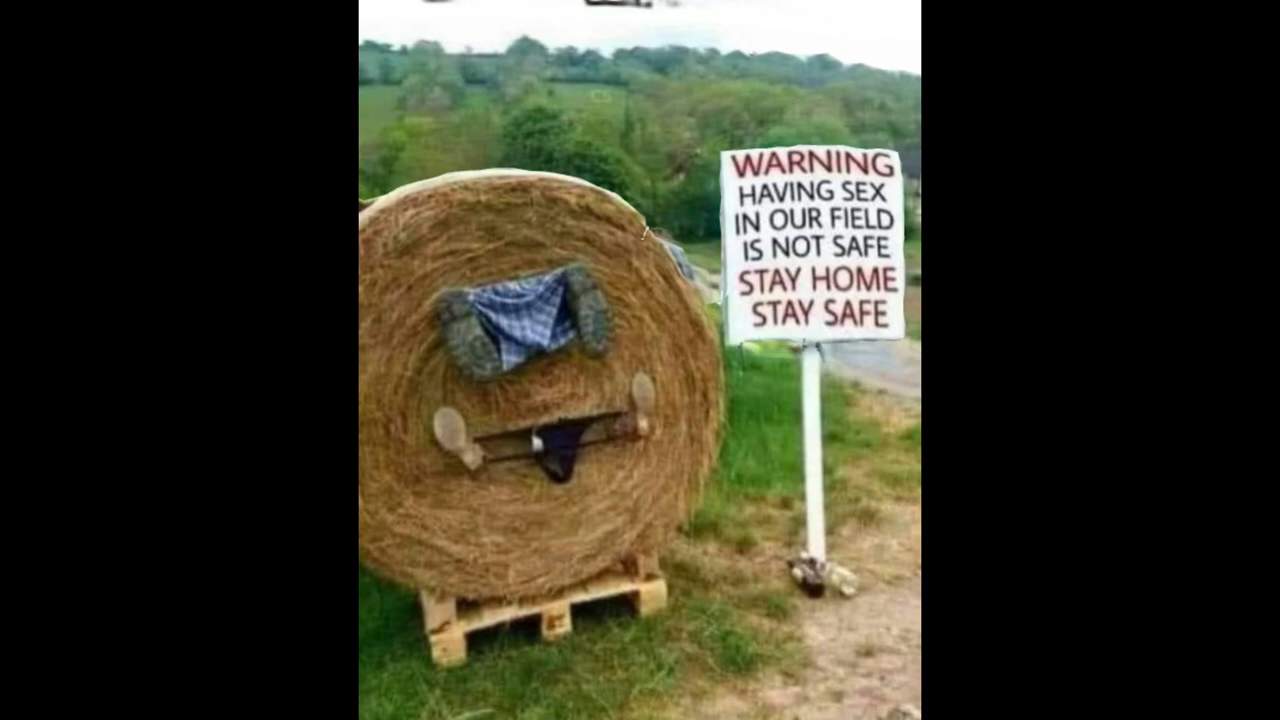 WARNING
HAVING SEX
IN OUR FIELD
IS NOT SAFE
STAY HOME
STAY SAFE